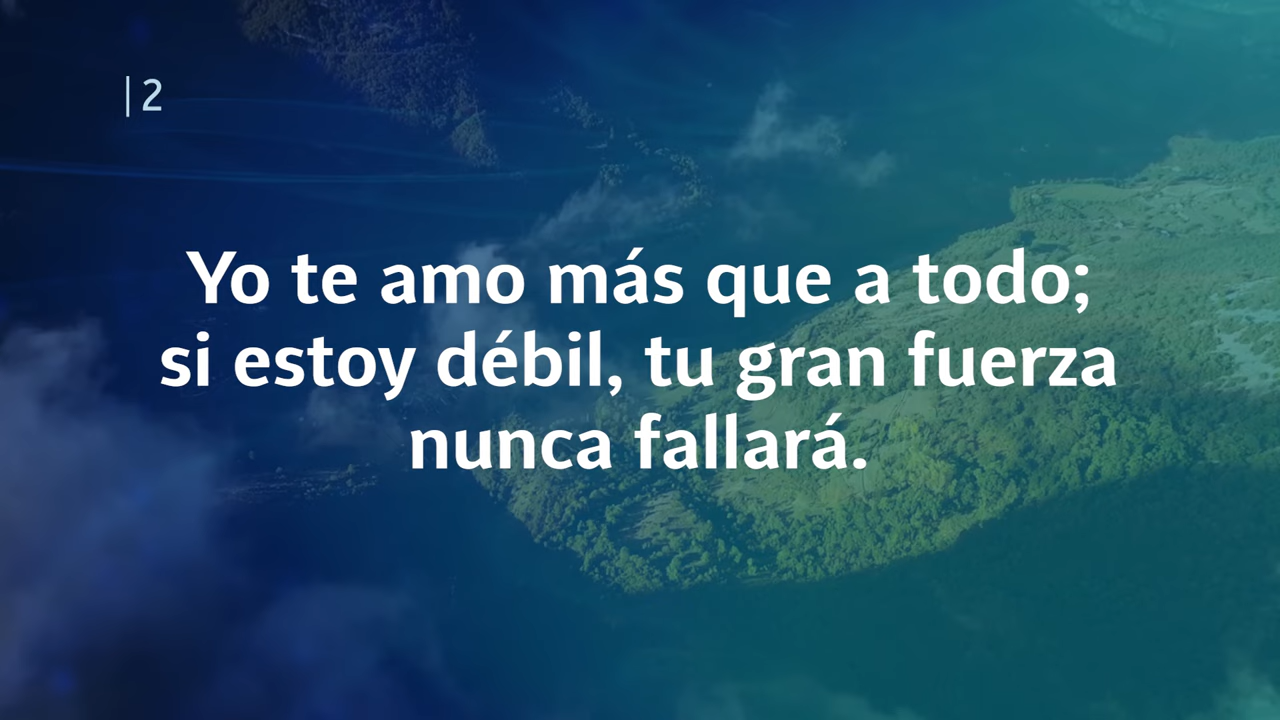 |2
Yo te amo más que a todo;
si estoy débil, tu gran fuerza
nunca fallará.